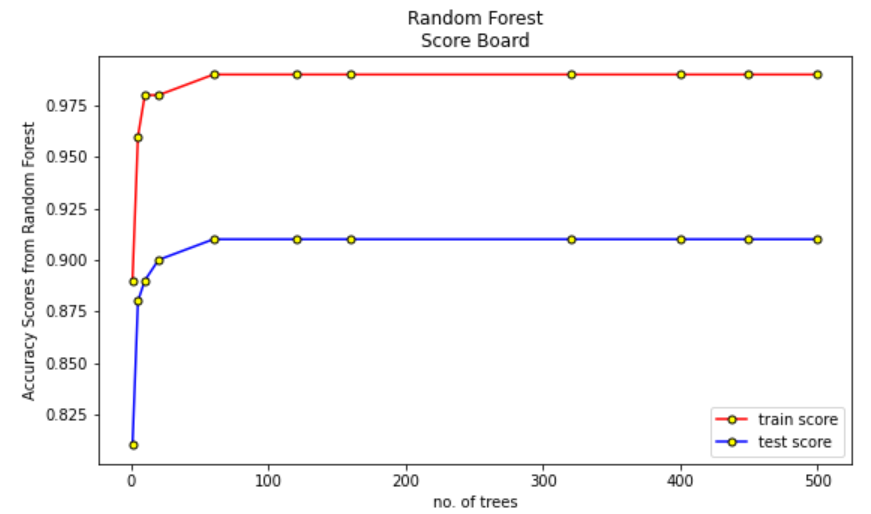 Random Forest
Score Board
Accuracy Scores from Random Forest
0.975
0.950
0.925
0.900
0.875
0.850
0.825
train score
test score
0
100
200
300
400
500
no. of trees